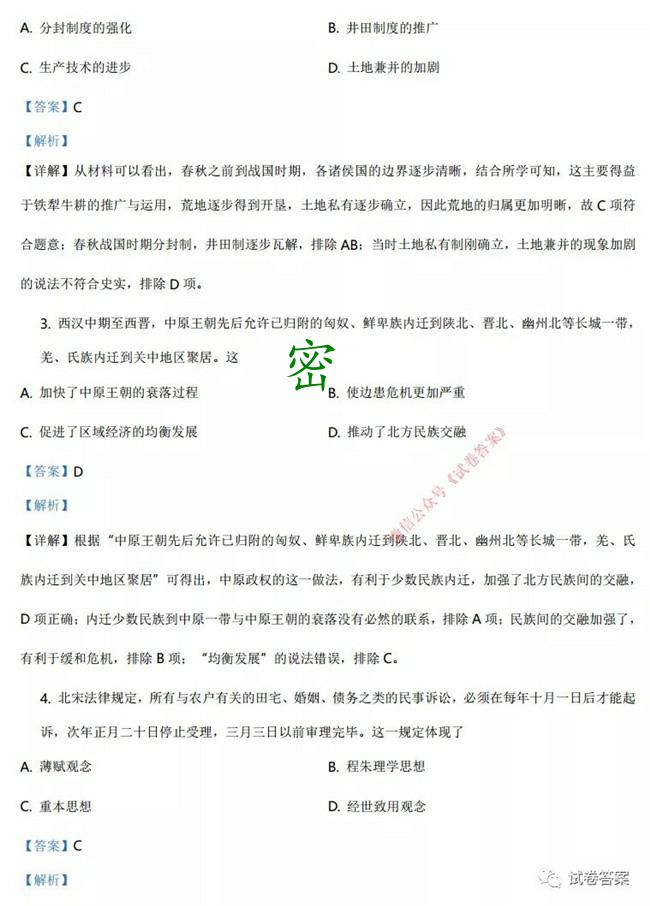 A. 分封制度的强化 B. 井田制度的推广
C. 生产技术的进步 D. 土地兼并的加剧
【答案】C
【解析】
【详解】从材料可以看出，春秋之前到战国时期，各诸侯国的边界逐步清晰，结合所学可知，这主要得益
于铁犁牛耕的推广与运用，荒地逐步得到开垦，土地私有逐步确立，因此荒地的归属更加明晰，故 C 项符
合题意；春秋战国时期分封制，井田制逐步瓦解，排除 AB；当时土地私有制刚确立，土地兼并的现象加剧
的说法不符合史实，排除 D 项。
3. 西汉中期至西晋，中原王朝先后允许已归附的匈奴、鲜卑族内迁到陕北、晋北、幽州北等长城一带，
羌、氐族内迁到关中地区聚居。这
密
A. 加快了中原王朝的衰落过程 B. 使边患危机更加严重
C. 促进了区域经济的均衡发展 D. 推动了北方民族交融
微信公众号《试卷答案》
【答案】D
【解析】
【详解】根据“中原王朝先后允许已归附的匈奴、鲜卑族内迁到陕北、晋北、幽州北等长城一带，羌、氐
族内迁到关中地区聚居”可得出，中原政权的这一做法，有利于少数民族内迁，加强了北方民族间的交融，
D 项正确；内迁少数民族到中原一带与中原王朝的衰落没有必然的联系，排除 A 项；民族间的交融加强了，
有利于缓和危机，排除 B 项；“均衡发展”的说法错误，排除 C。
4. 北宋法律规定，所有与农户有关的田宅、婚姻、债务之类的民事诉讼，必须在每年十月一日后才能起
诉，次年正月二十日停止受理，三月三日以前审理完毕。这一规定体现了
A. 薄赋观念 B. 程朱理学思想
C. 重本思想 D. 经世致用观念
【答案】C
【解析】
试卷答案